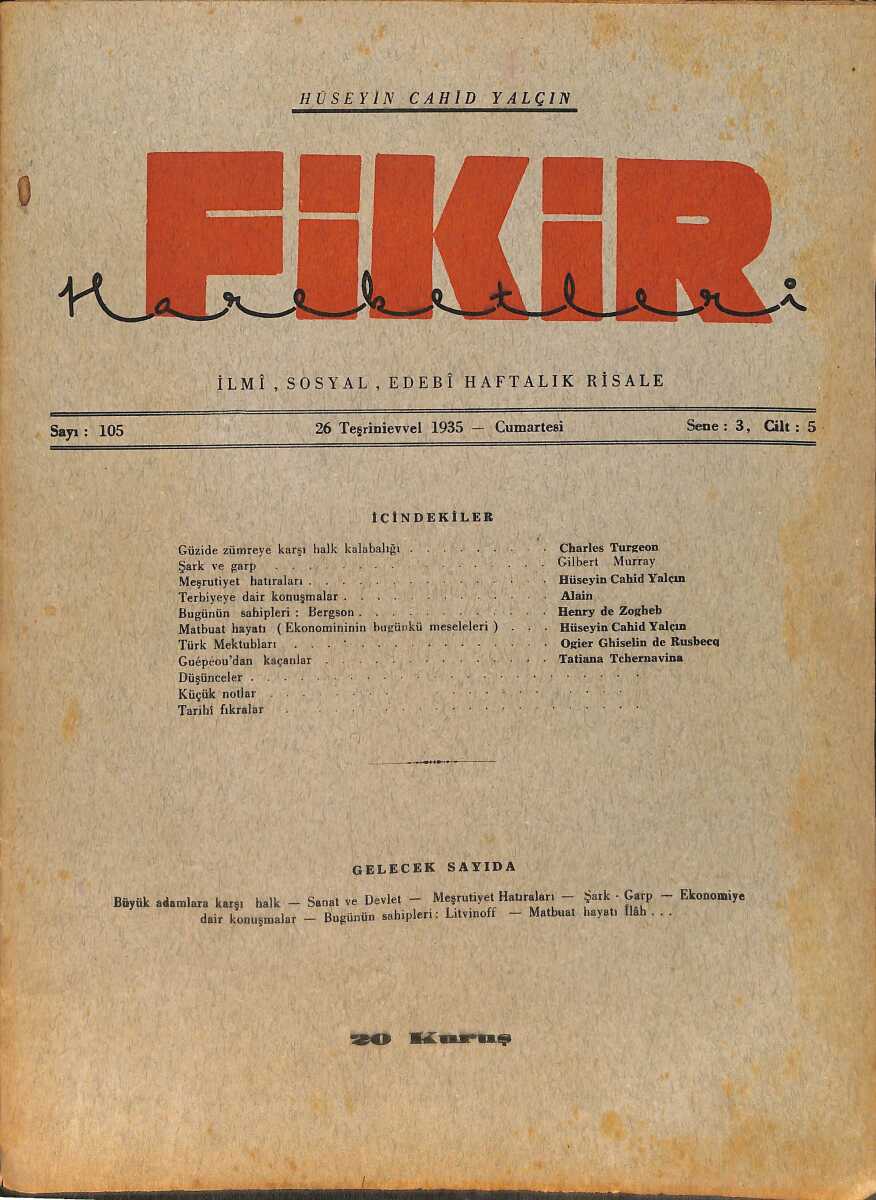 HÜSEYİN CAHİD YALÇIN
FİKİR
Hareketleri
İLMÎ , SOSYAL , EDEBÎ HAFTALIK RİSALE
Sayı : 105 26 Teşrinievvel 1935 — Cumartesi Sene : 3, Cilt : 5
İCİNDEKİLER
Güzide zümreye karşı halk kalabalığı . . . . . . . . . Charles Turgeon
Şark ve garp . . . . . . . . . . . . . Gilbert Murray
Meşrutiyet hatıraları . . . . . . . . . . . . Hüseyin Cahid Yalçın
Terbiyeye dair konuşmalar . . . . . . . . . . . Alain
Bugünün sahipleri : Bergson . . . . . . . . . . Henry de Zogheb
Matbuat hayatı ( Ekonomininin bugünkü meseleleri ) . . . Hüseyin Cahid Yalçın
Türk Mektubları . . . . . . . . . . . . Ogier Ghiselin de Rusbecq
Guépéou'dan kaçanlar . . . . . . . . . . . Tatiana Tchernavina
Düşünceler . . . . . . . . . . . . . . . . .
Küçük notlar . . . . . . . . . . . . . . . .
Tarihî fıkralar . . . . . . . . . . . . . . .
GELECEK SAYIDA
Büyük adamlara karşı halk — Sanat ve Devlet — Meşrutiyet Hatıraları — Şark - Garp — Ekonomiye
dair konuşmalar — Bugünün sahipleri : Litvinoff — Matbuat hayatı İlâh . . .
20 Kuruş